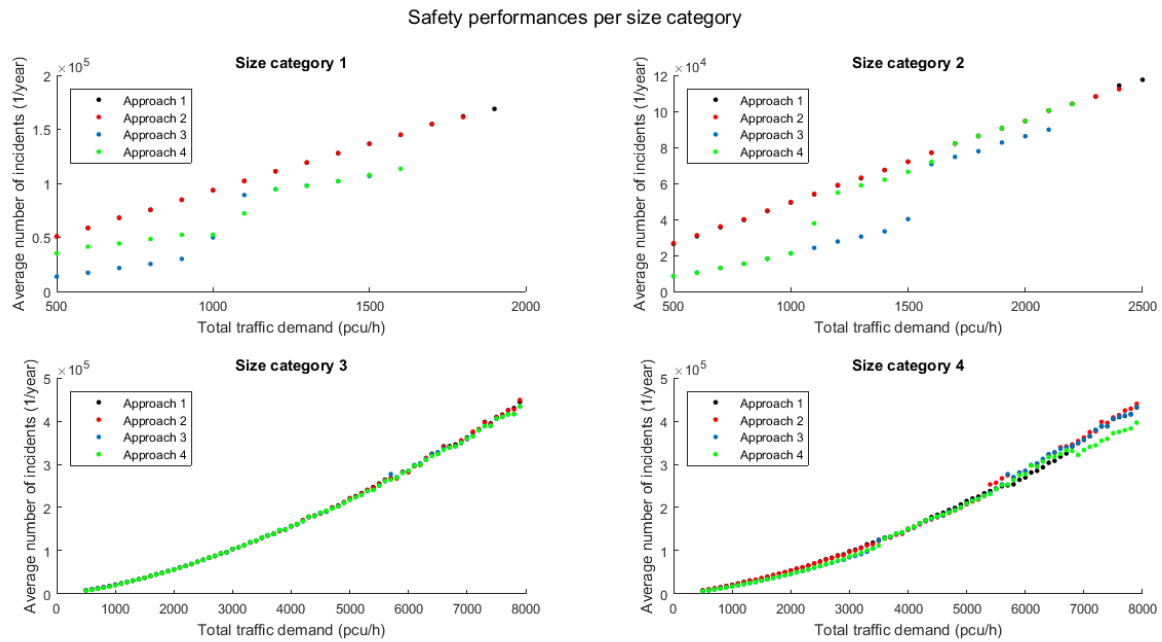 Safety performances per size category
Size category 1
×10^5
Average number of incidents (1/year)
2
1.5
1
0.5
0
Approach 1
Approach 2
Approach 3
Approach 4
500 1000 1500 2000
Total traffic demand (pcu/h)
Size category 2
×10^4
Average number of incidents (1/year)
12
10
8
6
4
2
0
Approach 1
Approach 2
Approach 3
Approach 4
500 1000 1500 2000 2500
Total traffic demand (pcu/h)
Size category 3
×10^5
Average number of incidents (1/year)
5
4
3
2
1
0
Approach 1
Approach 2
Approach 3
Approach 4
0 1000 2000 3000 4000 5000 6000 7000 8000
Total traffic demand (pcu/h)
Size category 4
×10^5
Average number of incidents (1/year)
5
4
3
2
1
0
Approach 1
Approach 2
Approach 3
Approach 4
0 1000 2000 3000 4000 5000 6000 7000 8000
Total traffic demand (pcu/h)